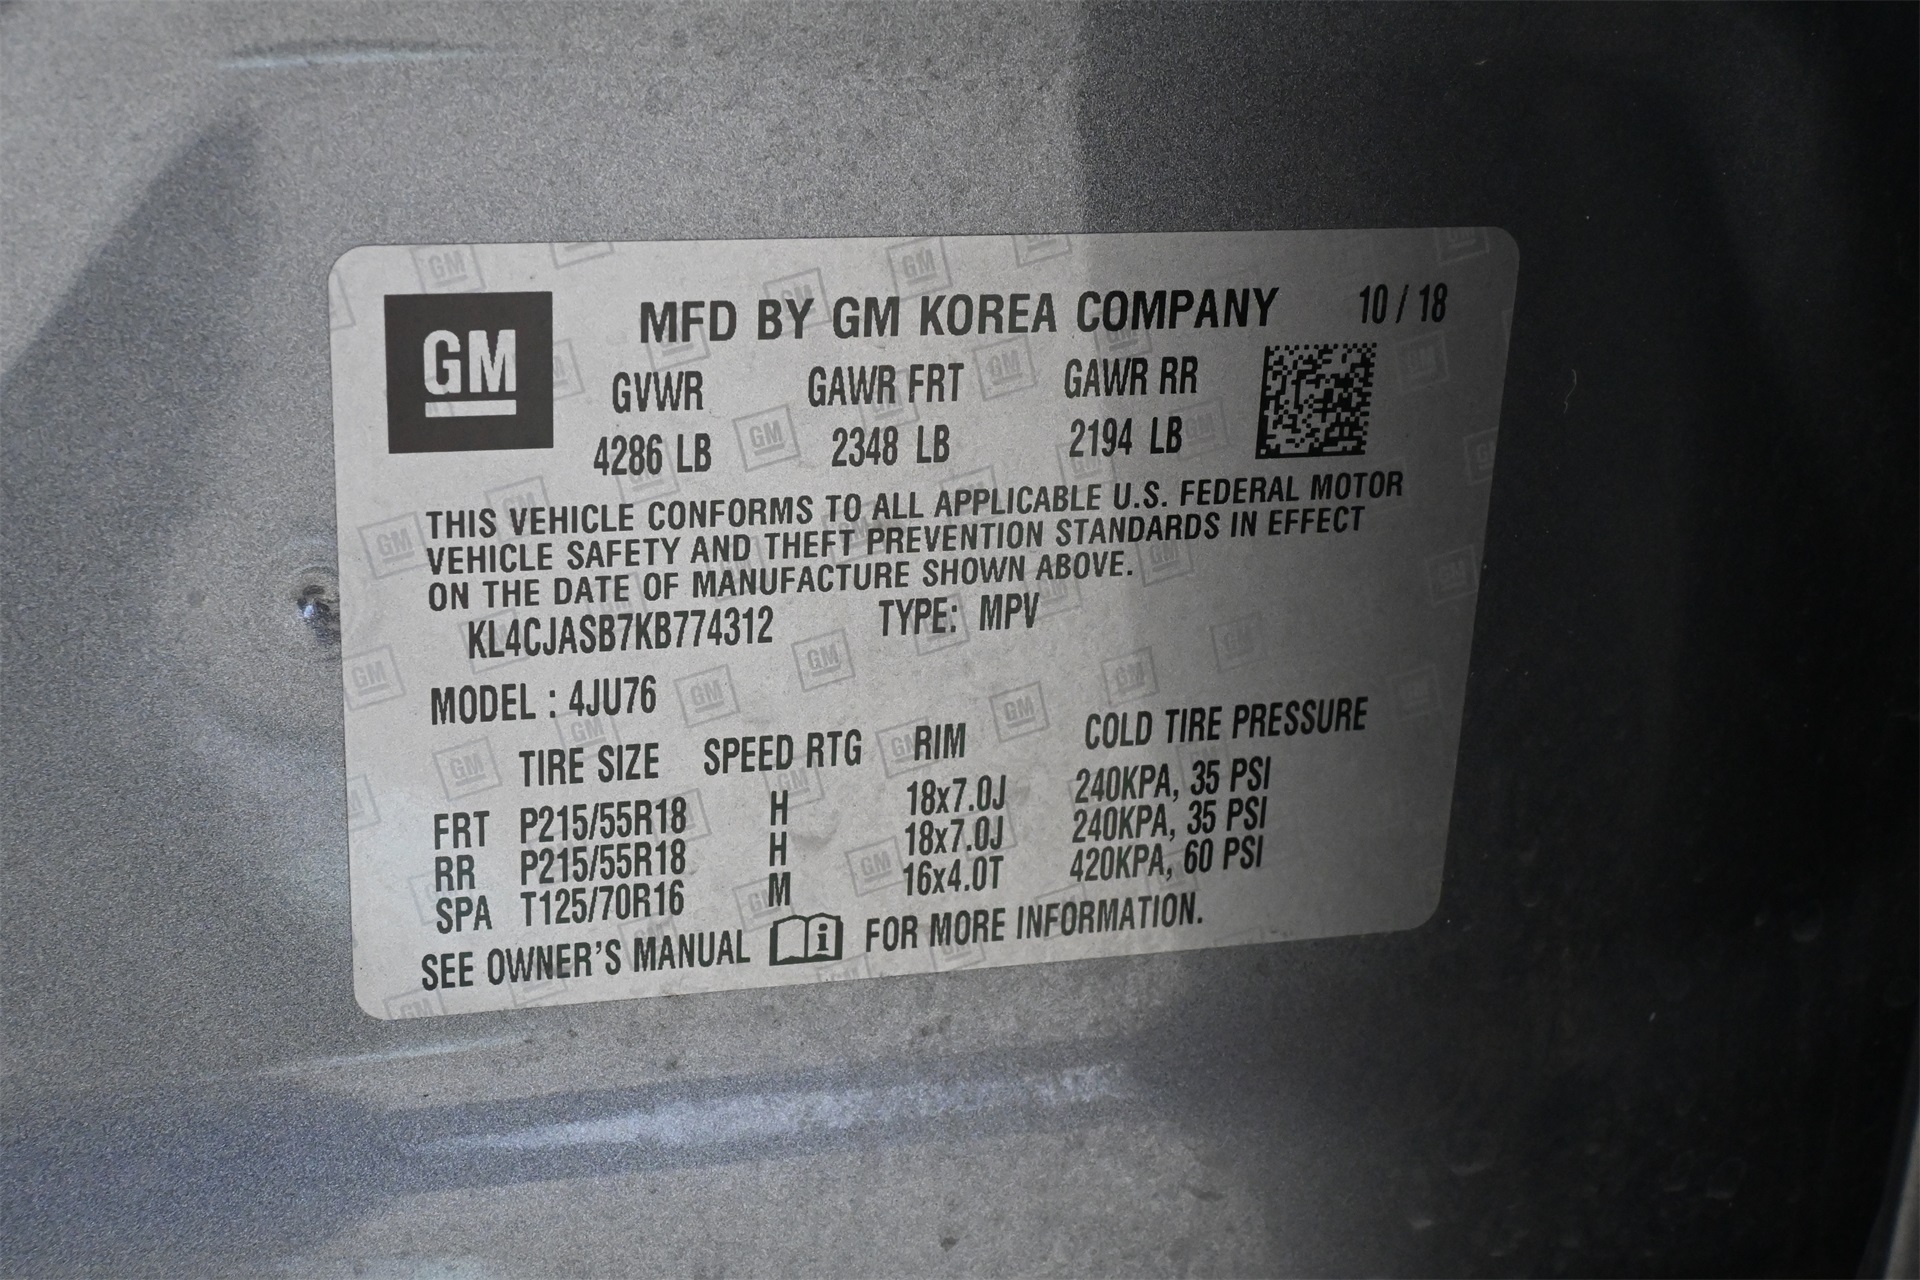 GM
MFD BY GM KOREA COMPANY 10 / 18
GVWR GAWR FRT GAWR RR
4286 LB 2348 LB 2194 LB
THIS VEHICLE CONFORMS TO ALL APPLICABLE U.S. FEDERAL MOTOR
VEHICLE SAFETY AND THEFT PREVENTION STANDARDS IN EFFECT
ON THE DATE OF MANUFACTURE SHOWN ABOVE.
KL4CJASB7KB774312 TYPE: MPV
MODEL : 4JU76
TIRE SIZE SPEED RTG RIM COLD TIRE PRESSURE
FRT P215/55R18 H 18x7.0J 240KPA, 35 PSI
RR P215/55R18 H 18x7.0J 240KPA, 35 PSI
SPA T125/70R16 M 16x4.0T 420KPA, 60 PSI
SEE OWNER'S MANUAL i FOR MORE INFORMATION.